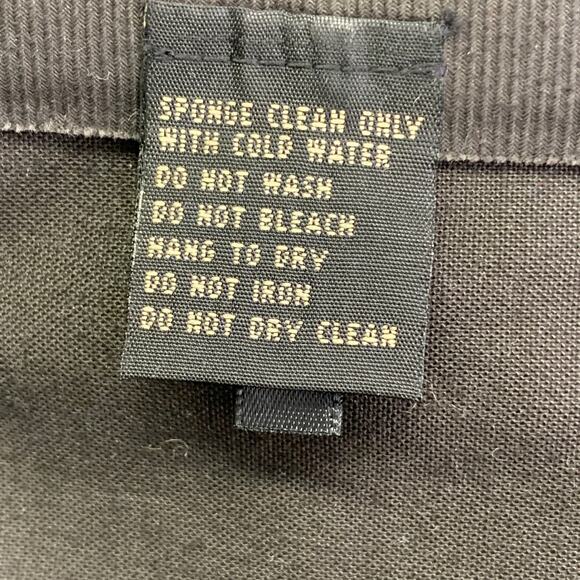 SPONGE CLEAN ONLY
WITH COLD WATER
DO NOT WASH
DO NOT BLEACH
HANG TO DRY
DO NOT IRON
DO NOT DRY CLEAN